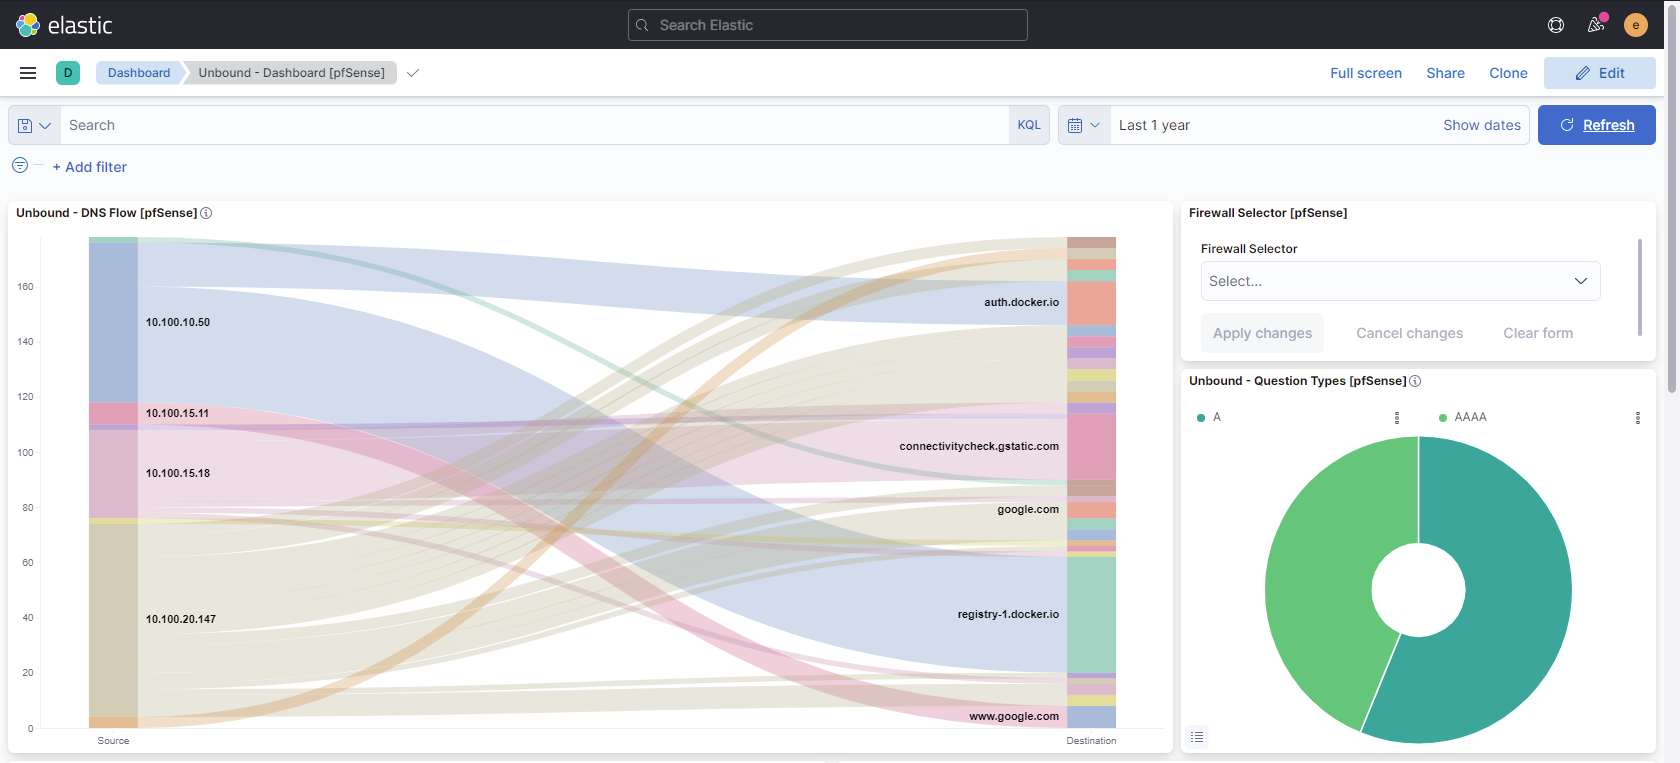 elastic
Search Elastic
e
D
Dashboard
Unbound - Dashboard [pfSense]
Full screen
Share
Clone
Edit
Search
KQL
Last 1 year
Show dates
Refresh
+ Add filter
Unbound - DNS Flow [pfSense]
160
140
120
100
80
60
40
20
0
10.100.10.50
10.100.15.11
10.100.15.18
10.100.20.147
auth.docker.io
connectivitycheck.gstatic.com
google.com
registry-1.docker.io
www.google.com
Source
Destination
Firewall Selector [pfSense]
Firewall Selector
Select...
Apply changes
Cancel changes
Clear form
Unbound - Question Types [pfSense]
A
AAAA